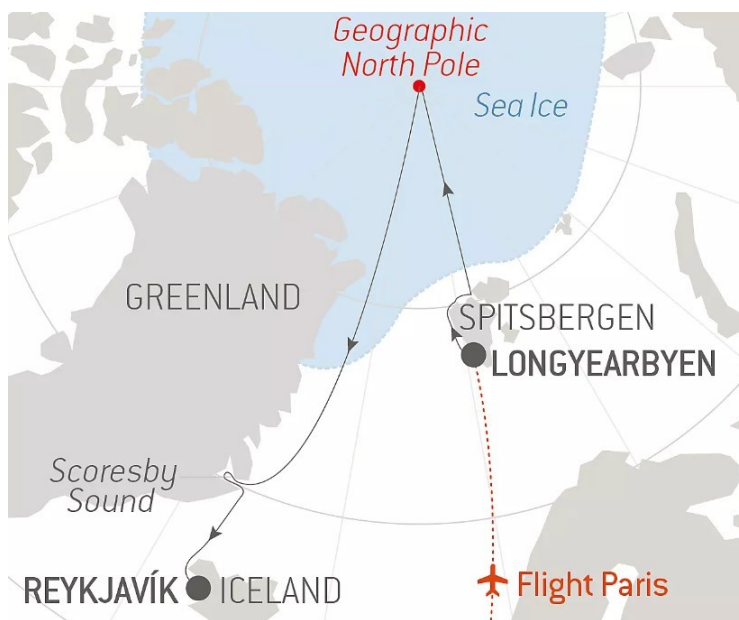 Geographic
North Pole
Sea Ice
GREENLAND
SPITSBERGEN
LONGYEARBYEN
Scoresby
Sound
REYKJAVÍK ICELAND
Flight Paris